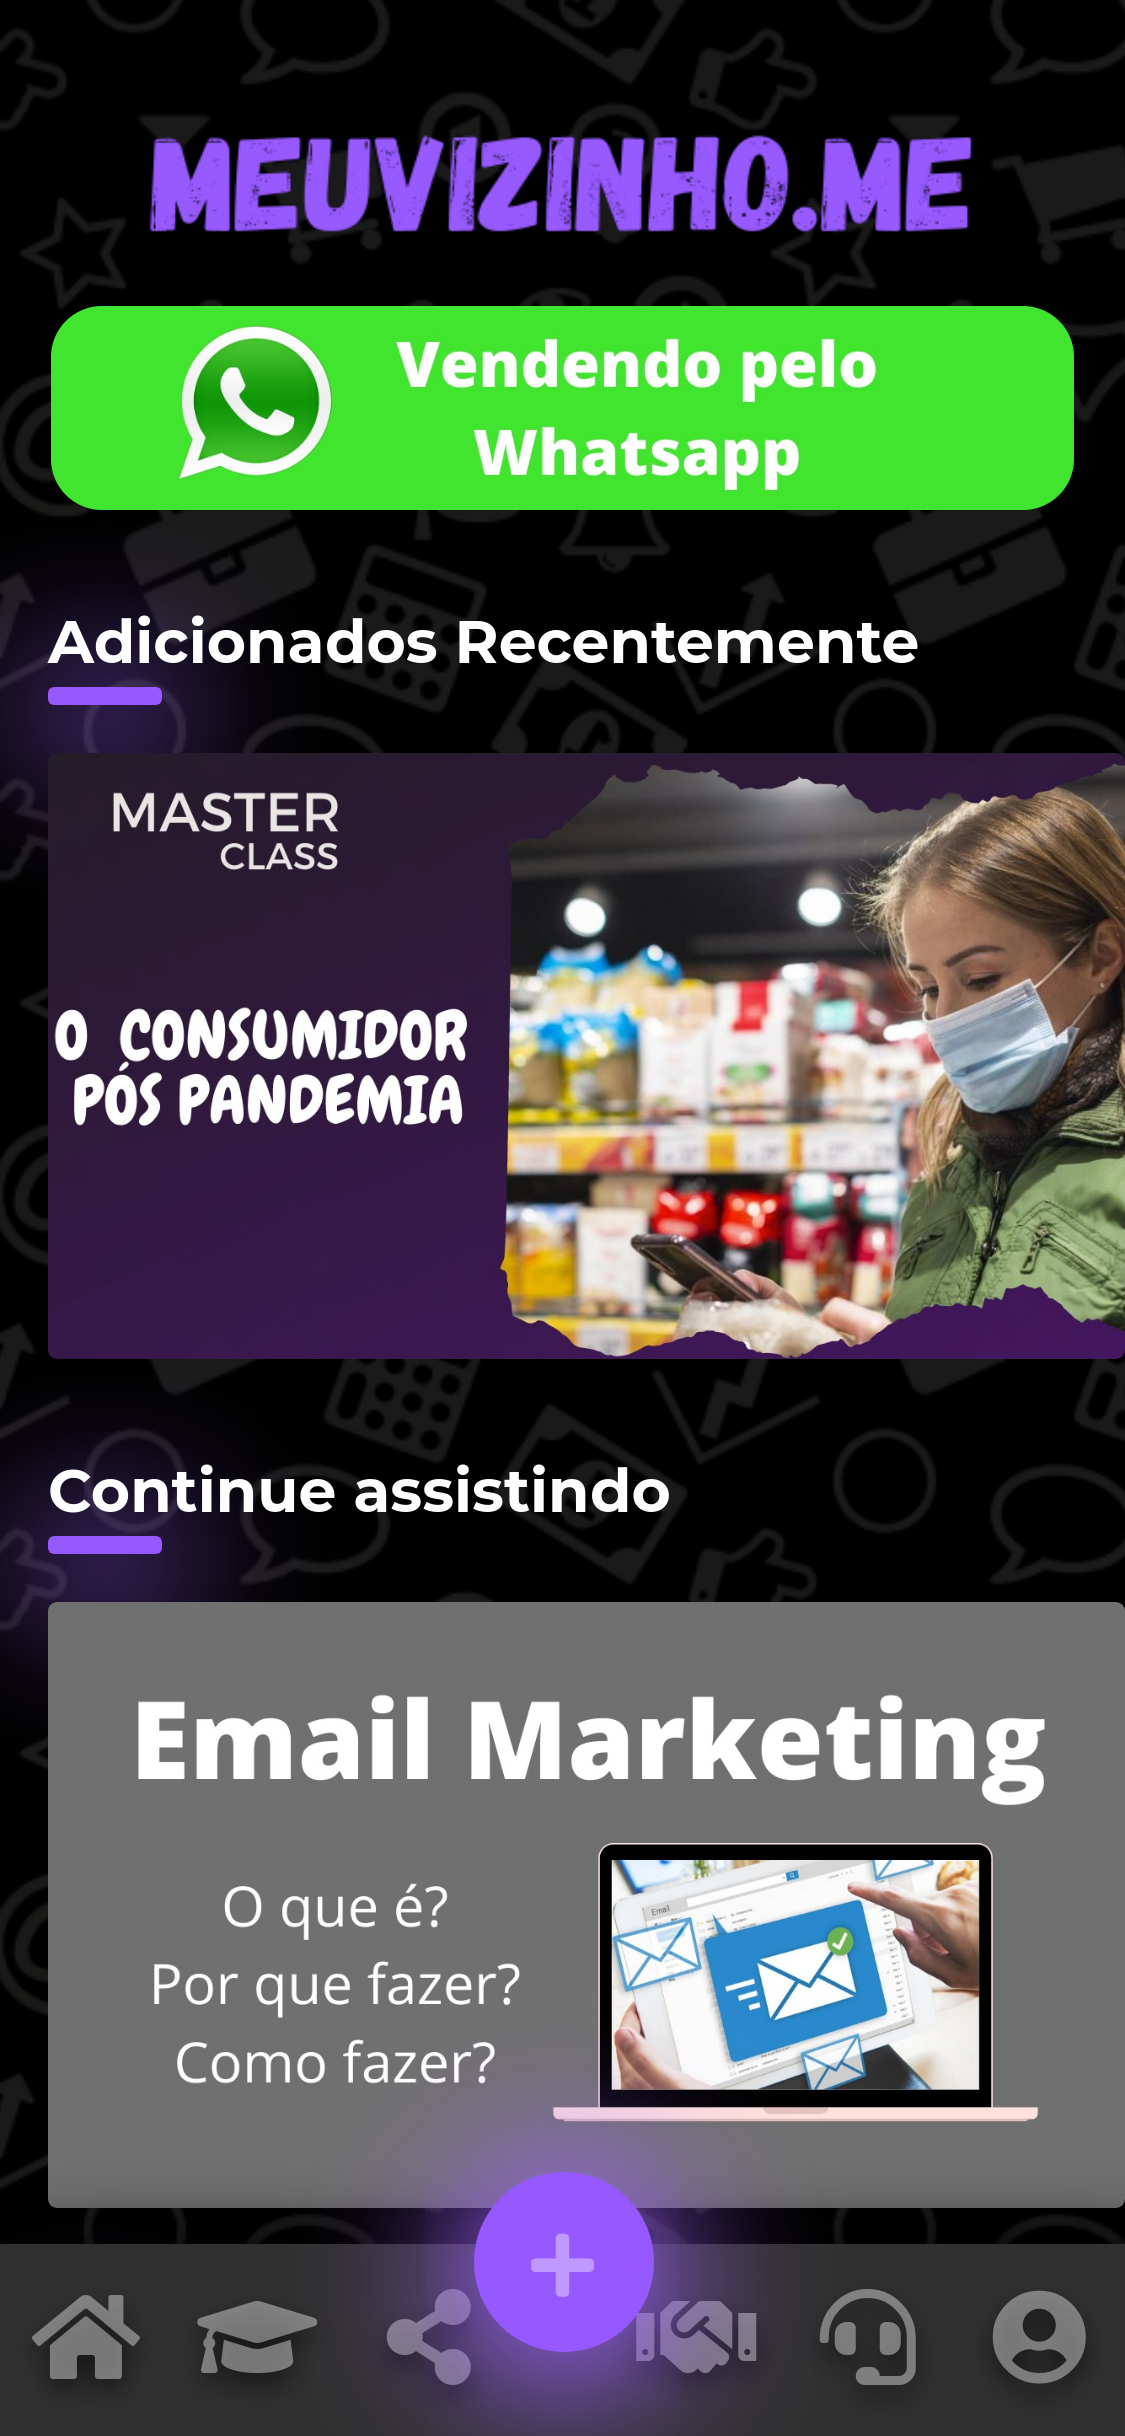 MEUVIZINHO.ME
Vendendo pelo
Whatsapp
Adicionados Recentemente
MASTER
CLASS
O CONSUMIDOR
PÓS PANDEMIA
Continue assistindo
Email Marketing
O que é?
Por que fazer?
Como fazer?
Email